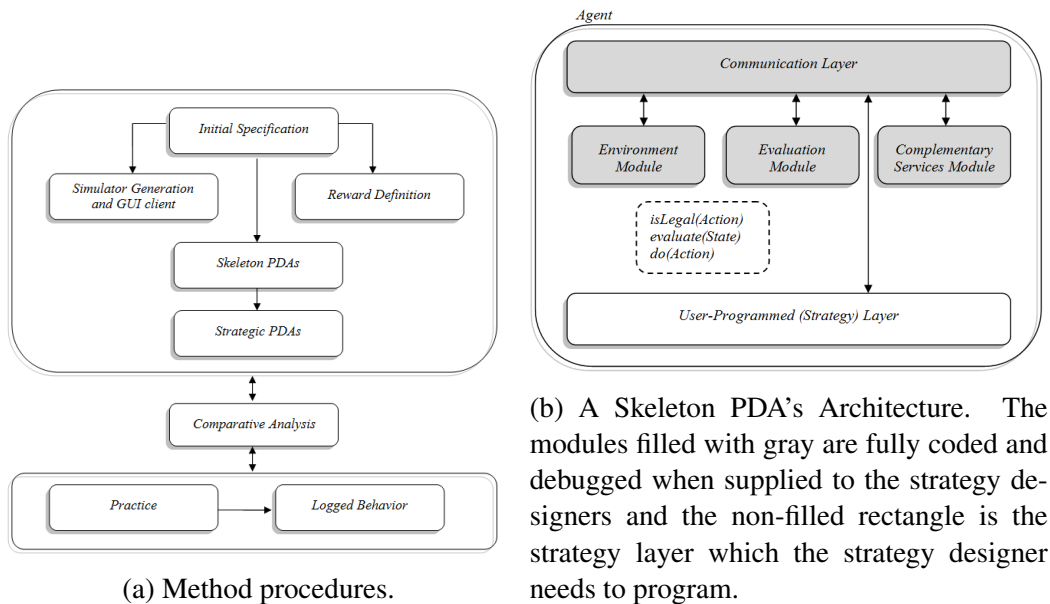 Initial Specification
Simulator Generation
and GUI client
Reward Definition
Skeleton PDAs
Strategic PDAs
Comparative Analysis
Practice
Logged Behavior
(a) Method procedures.
Agent
Communication Layer
Environment
Module
Evaluation
Module
Complementary
Services Module
isLegal(Action)
evaluate(State)
do(Action)
User-Programmed (Strategy) Layer
(b) A Skeleton PDA's Architecture. The
modules filled with gray are fully coded and
debugged when supplied to the strategy de-
signers and the non-filled rectangle is the
strategy layer which the strategy designer
needs to program.